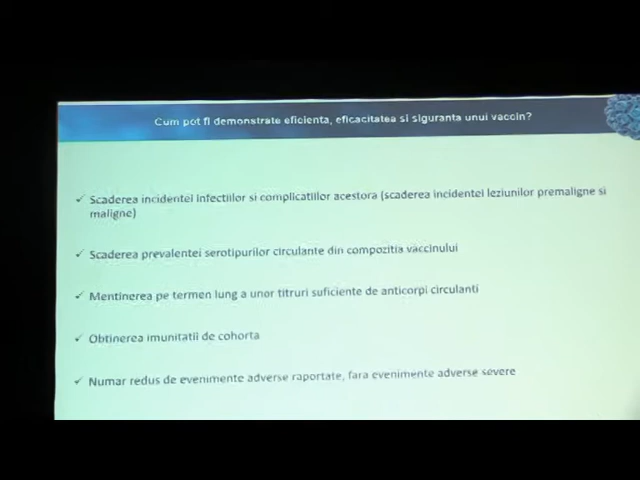 Cum pot fi demonstrate eficienta, eficacitatea si siguranta unui vaccin?
✓ Scaderea incidentei infectiilor si complicatiilor acestora (scaderea incidentei leziunilor premaligne si
maligne)
✓ Scaderea prevalentei serotipurilor circulante din compozitia vaccinului
✓ Mentinerea pe termen lung a unor titruri suficiente de anticorpi circulanti
✓ Obtinerea imunitatii de cohorta
✓ Numar redus de evenimente adverse raportate, fara evenimente adverse severe